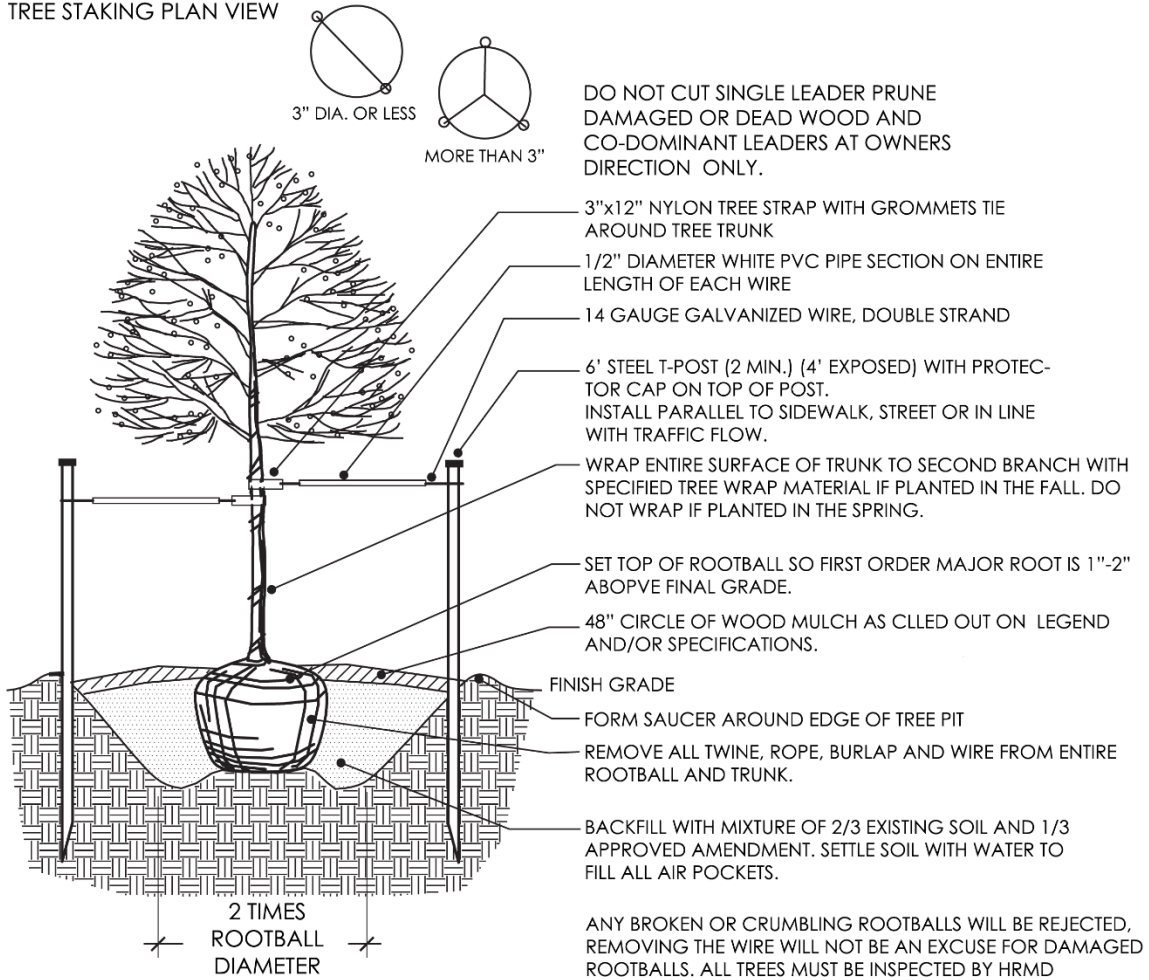 TREE STAKING PLAN VIEW
3" DIA. OR LESS
MORE THAN 3"
DO NOT CUT SINGLE LEADER PRUNE
DAMAGED OR DEAD WOOD AND
CO-DOMINANT LEADERS AT OWNERS
DIRECTION ONLY.
3"x12" NYLON TREE STRAP WITH GROMMETS TIE
AROUND TREE TRUNK
1/2" DIAMETER WHITE PVC PIPE SECTION ON ENTIRE
LENGTH OF EACH WIRE
14 GAUGE GALVANIZED WIRE, DOUBLE STRAND
6' STEEL T-POST (2 MIN.) (4' EXPOSED) WITH PROTEC-
TOR CAP ON TOP OF POST.
INSTALL PARALLEL TO SIDEWALK, STREET OR IN LINE
WITH TRAFFIC FLOW.
WRAP ENTIRE SURFACE OF TRUNK TO SECOND BRANCH WITH
SPECIFIED TREE WRAP MATERIAL IF PLANTED IN THE FALL. DO
NOT WRAP IF PLANTED IN THE SPRING.
SET TOP OF ROOTBALL SO FIRST ORDER MAJOR ROOT IS 1"-2"
ABOPVE FINAL GRADE.
48" CIRCLE OF WOOD MULCH AS CLLED OUT ON LEGEND
AND/OR SPECIFICATIONS.
FINISH GRADE
FORM SAUCER AROUND EDGE OF TREE PIT
REMOVE ALL TWINE, ROPE, BURLAP AND WIRE FROM ENTIRE
ROOTBALL AND TRUNK.
BACKFILL WITH MIXTURE OF 2/3 EXISTING SOIL AND 1/3
APPROVED AMENDMENT. SETTLE SOIL WITH WATER TO
FILL ALL AIR POCKETS.
2 TIMES
ROOTBALL
DIAMETER
ANY BROKEN OR CRUMBLING ROOTBALLS WILL BE REJECTED,
REMOVING THE WIRE WILL NOT BE AN EXCUSE FOR DAMAGED
ROOTBALLS. ALL TREES MUST BE INSPECTED BY HRMD